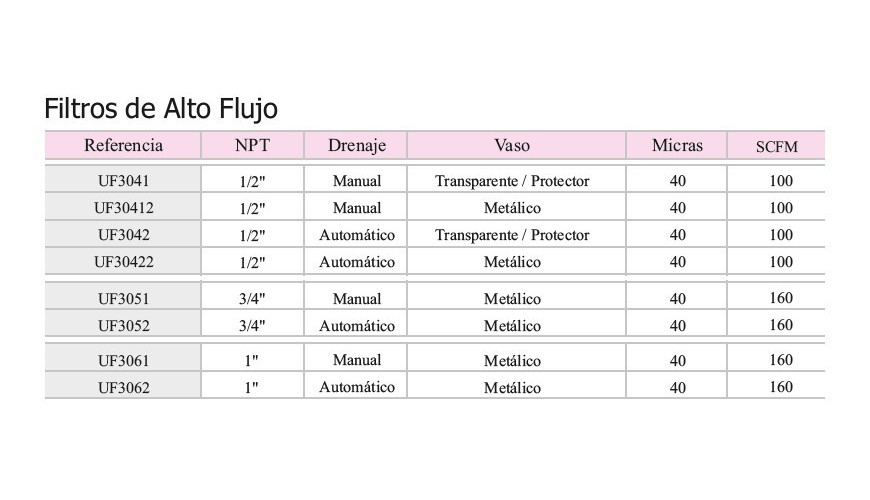 Filtros de Alto Flujo
Referencia NPT Drenaje Vaso Micras SCFM
UF3041 1/2" Manual Transparente / Protector 40 100
UF30412 1/2" Manual Metálico 40 100
UF3042 1/2" Automático Transparente / Protector 40 100
UF30422 1/2" Automático Metálico 40 100
UF3051 3/4" Manual Metálico 40 160
UF3052 3/4" Automático Metálico 40 160
UF3061 1" Manual Metálico 40 160
UF3062 1" Automático Metálico 40 160